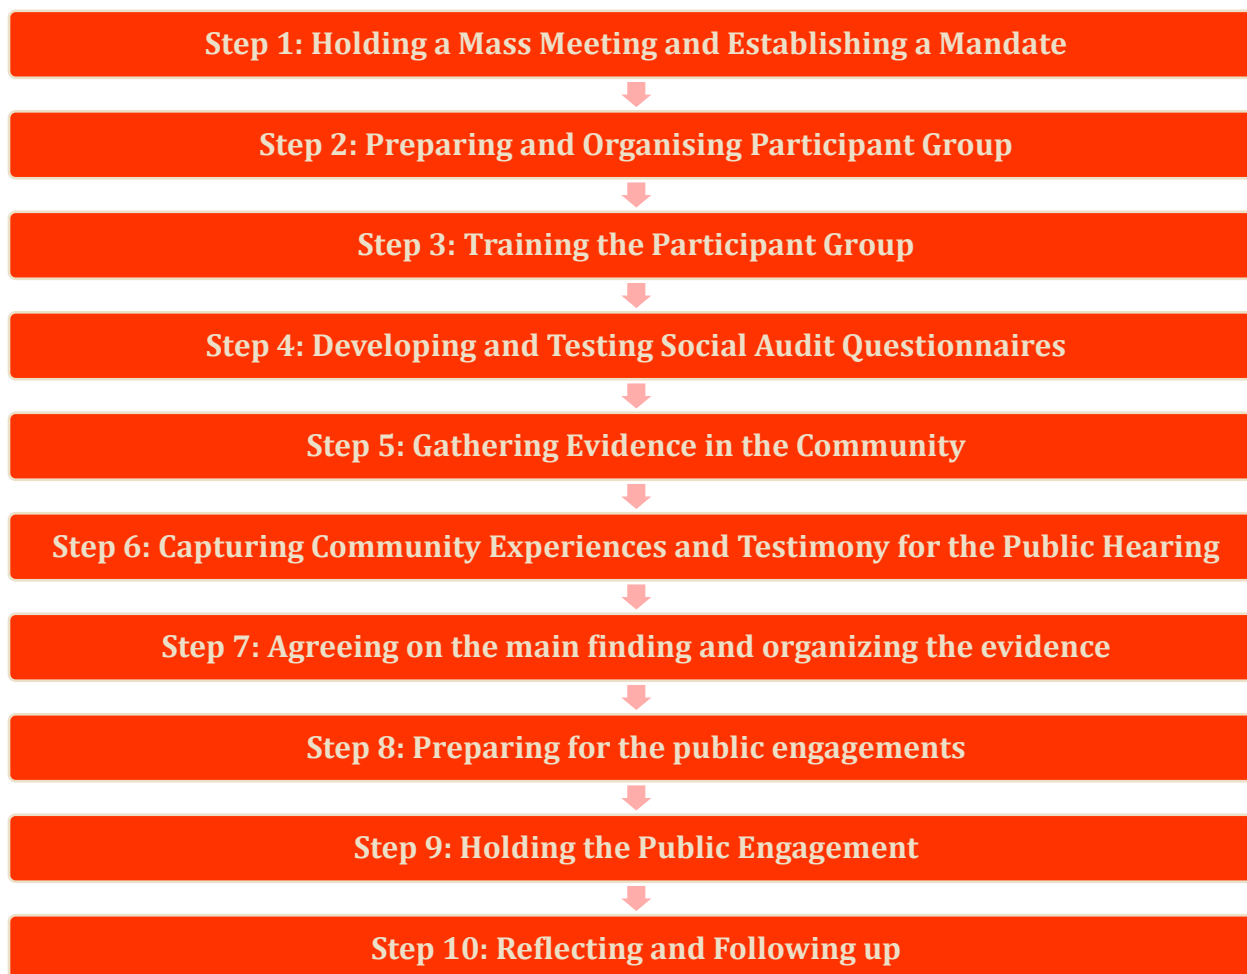 Step 1: Holding a Mass Meeting and Establishing a Mandate
Step 2: Preparing and Organising Participant Group
Step 3: Training the Participant Group
Step 4: Developing and Testing Social Audit Questionnaires
Step 5: Gathering Evidence in the Community
Step 6: Capturing Community Experiences and Testimony for the Public Hearing
Step 7: Agreeing on the main finding and organizing the evidence
Step 8: Preparing for the public engagements
Step 9: Holding the Public Engagement
Step 10: Reflecting and Following up